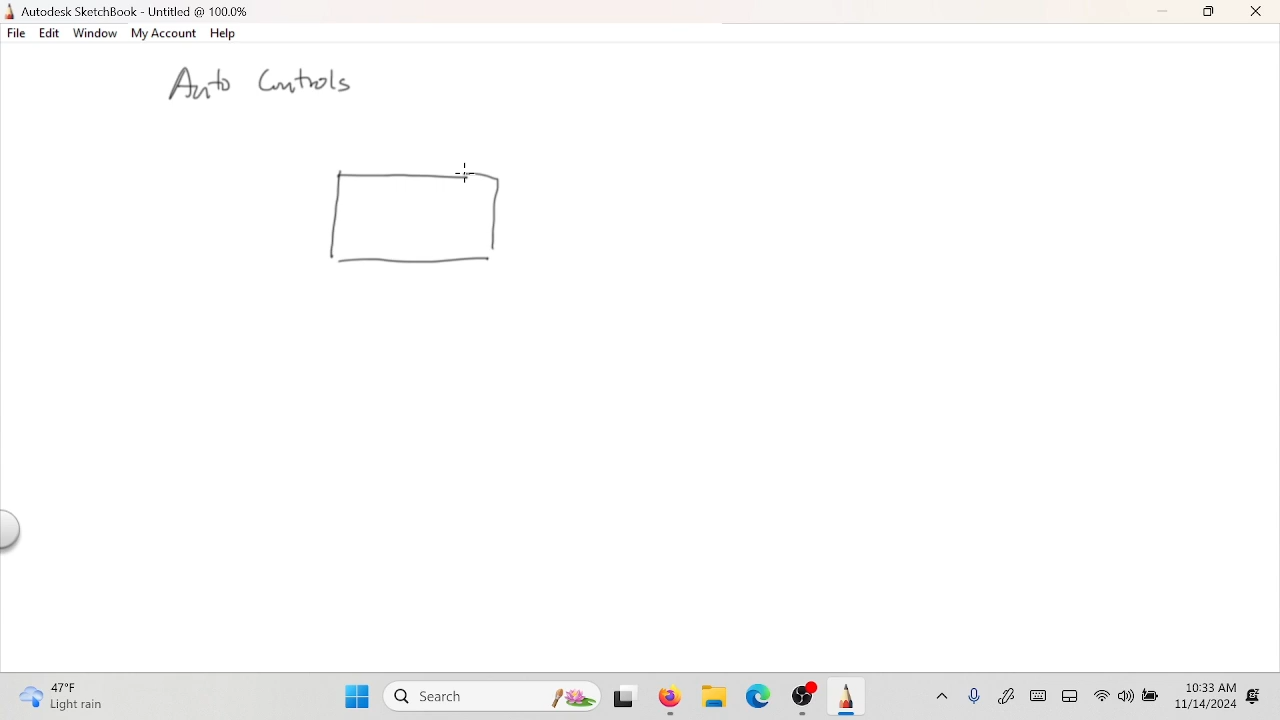 Autodesk SketchBook - Untitled @ 100.0%
File Edit Window My Account Help
Auto Controls
47°F
Light rain
Search
10:33 AM
11/14/2024